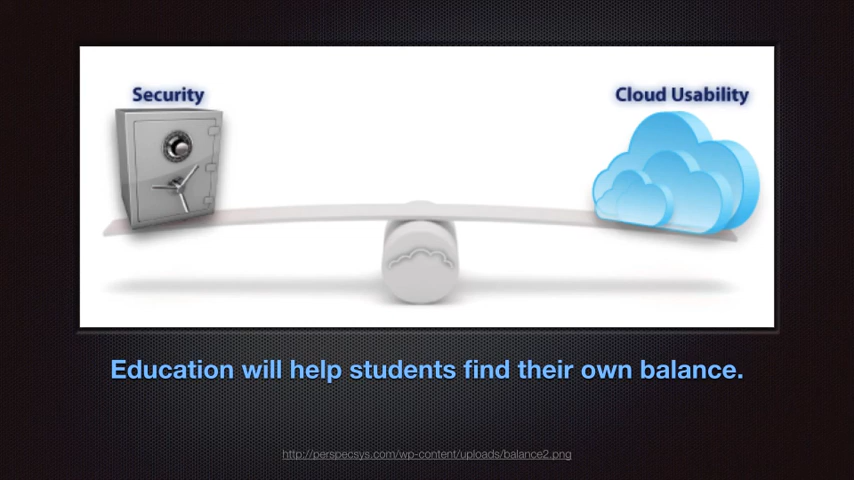 Security
Cloud Usability
Education will help students find their own balance.
http://perspecsys.com/wp-content/uploads/balance2.png